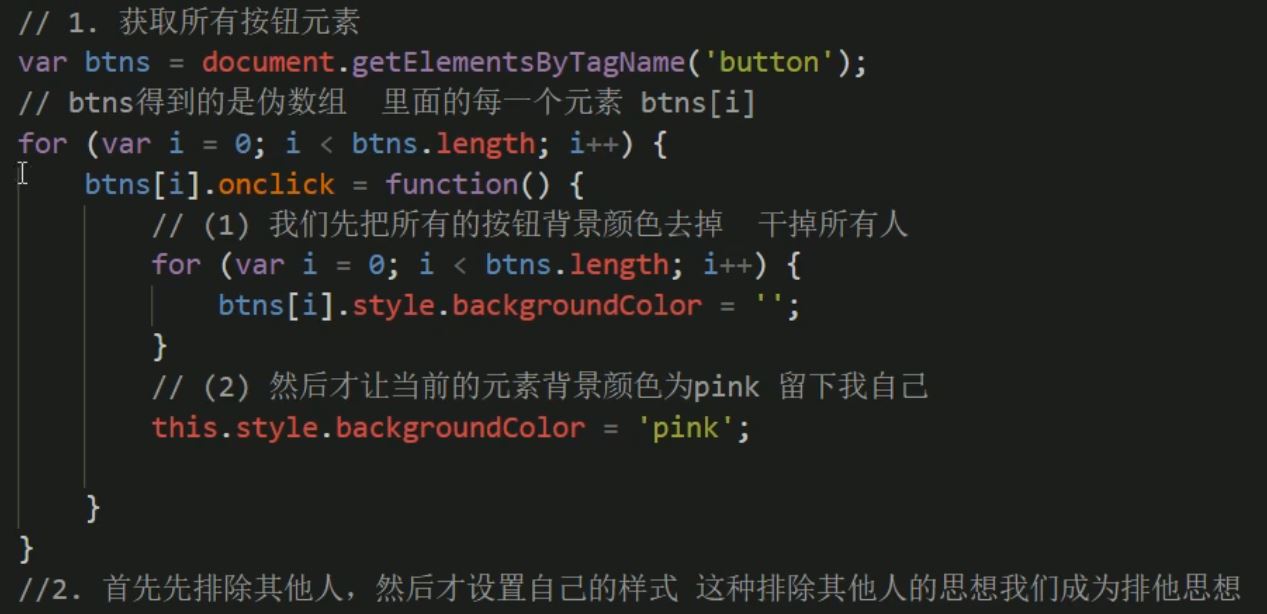 // 1. 获取所有按钮元素
var btns = document.getElementsByTagName('button');
// btns得到的是伪数组  里面的每一个元素 btns[i]
for (var i = 0; i < btns.length; i++) {
    btns[i].onclick = function() {
        // (1) 我们先把所有的按钮背景颜色去掉  干掉所有人
        for (var i = 0; i < btns.length; i++) {
            btns[i].style.backgroundColor = '';
        }
        // (2) 然后才让当前的元素背景颜色为pink 留下我自己
        this.style.backgroundColor = 'pink';
    }
}
//2. 首先先排除其他人，然后才设置自己的样式 这种排除其他人的思想我们成为排他思想